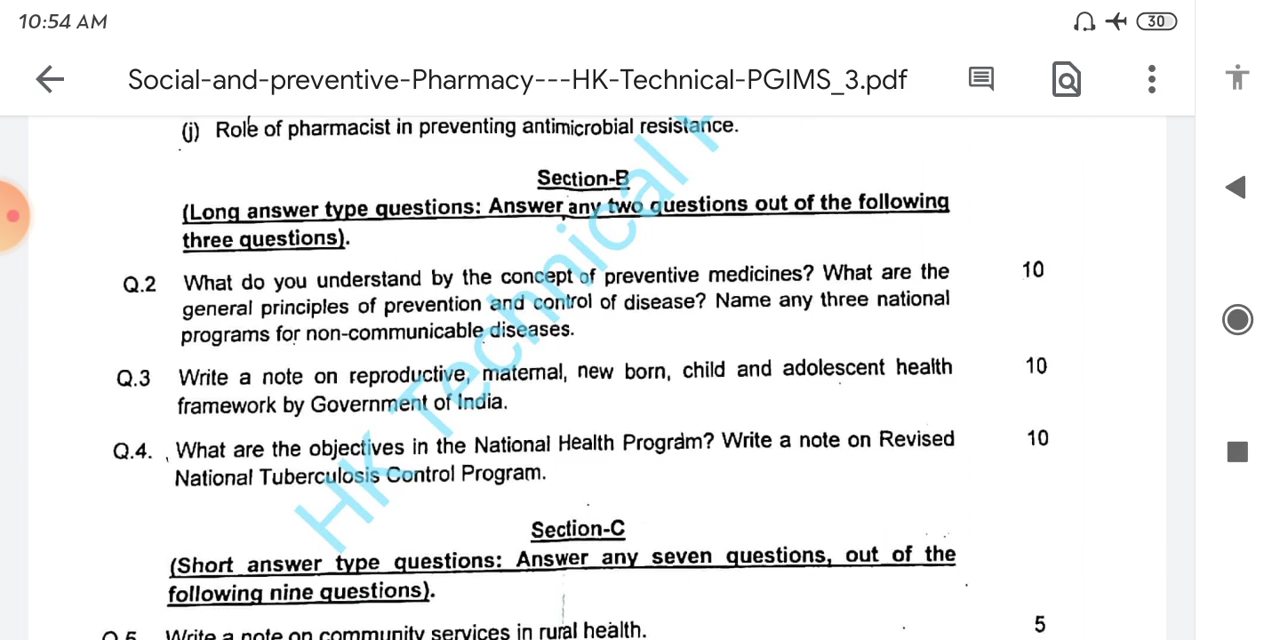 10:54 AM
30
Social-and-preventive-Pharmacy---HK-Technical-PGIMS_3.pdf
(j) Role of pharmacist in preventing antimicrobial resistance.
Section-B
(Long answer type questions: Answer any two questions out of the following
three questions).
Q.2 What do you understand by the concept of preventive medicines? What are the 10
general principles of prevention and control of disease? Name any three national
programs for non-communicable diseases.
Q.3 Write a note on reproductive, maternal, new born, child and adolescent health 10
framework by Government of India.
Q.4. What are the objectives in the National Health Program? Write a note on Revised 10
National Tuberculosis Control Program.
Section-C
(Short answer type questions: Answer any seven questions, out of the
following nine questions).
Q.5 Write a note on community services in rural health. 5
HK Technical